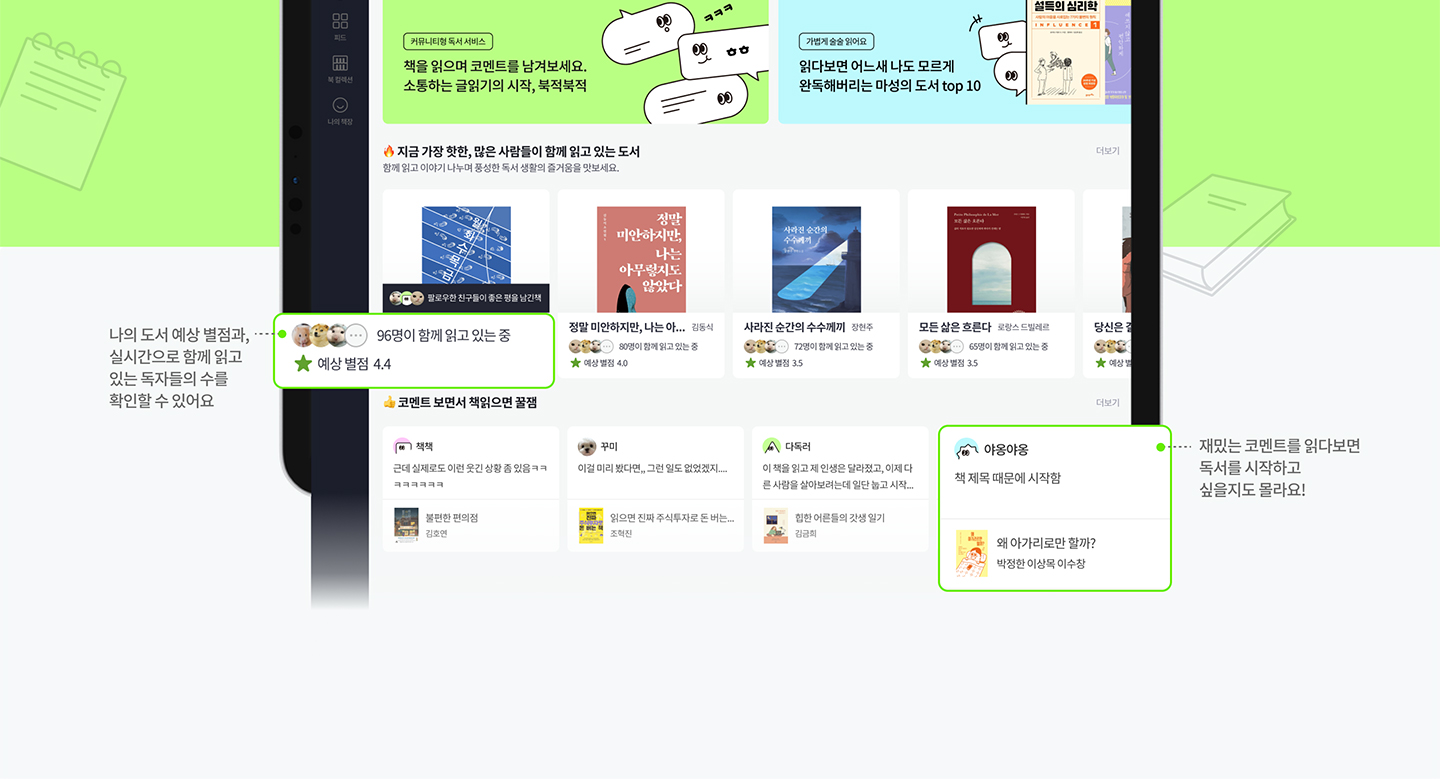 피드
북 컬렉션
나의 책장
커뮤니티형 독서 서비스
책을 읽으며 코멘트를 남겨보세요.
소통하는 글읽기의 시작, 북적북적
ㅋㅋㅋ
ㅎㅎ
가볍게 술술 읽어요
읽다보면 어느새 나도 모르게
완독해버리는 마성의 도서 top 10
설득의 심리학
INFLUENCE 1
🔥 지금 가장 핫한, 많은 사람들이 함께 읽고 있는 도서
더보기
함께 읽고 이야기 나누며 풍성한 독서 생활의 즐거움을 맛보세요.
월
화
수
목
금
팔로우한 친구들이 좋은 평을 남긴책
96명이 함께 읽고 있는 중
예상 별점 4.4
정말
미안하지만,
나는
아무렇지도
않았다
정말 미안하지만, 나는 아... 김동식
80명이 함께 읽고 있는 중
예상 별점 4.0
사라진 순간의
수수께끼
사라진 순간의 수수께끼 장현주
72명이 함께 읽고 있는 중
예상 별점 3.5
Petite Philosophie de La Mer
모든 삶은 흐른다
모든 삶은 흐른다 로랑스 드빌레르
65명이 함께 읽고 있는 중
예상 별점 3.5
당신은 결
예상 별점
나의 도서 예상 별점과,
실시간으로 함께 읽고
있는 독자들의 수를
확인할 수 있어요
👍 코멘트 보면서 책읽으면 꿀잼
더보기
책책
근데 실제로도 이런 웃긴 상황 좀 있음ㅋㅋ
ㅋㅋㅋㅋㅋㅋ
불편한 편의점
김호연
꾸미
이걸 미리 봤다면,, 그런 일도 없었겠지....
읽으면 진짜 주식투자로 돈 버는...
조혁진
다독러
이 책을 읽고 제 인생은 달라졌고, 이제 다
른 사람을 살아보려는데 일단 눕고 시작...
힙한 어른들의 갓생 일기
김금희
야옹야옹
책 제목 때문에 시작함
왜 아가리로만 할까?
박정한 이상목 이수창
재밌는 코멘트를 읽다보면
독서를 시작하고
싶을지도 몰라요!